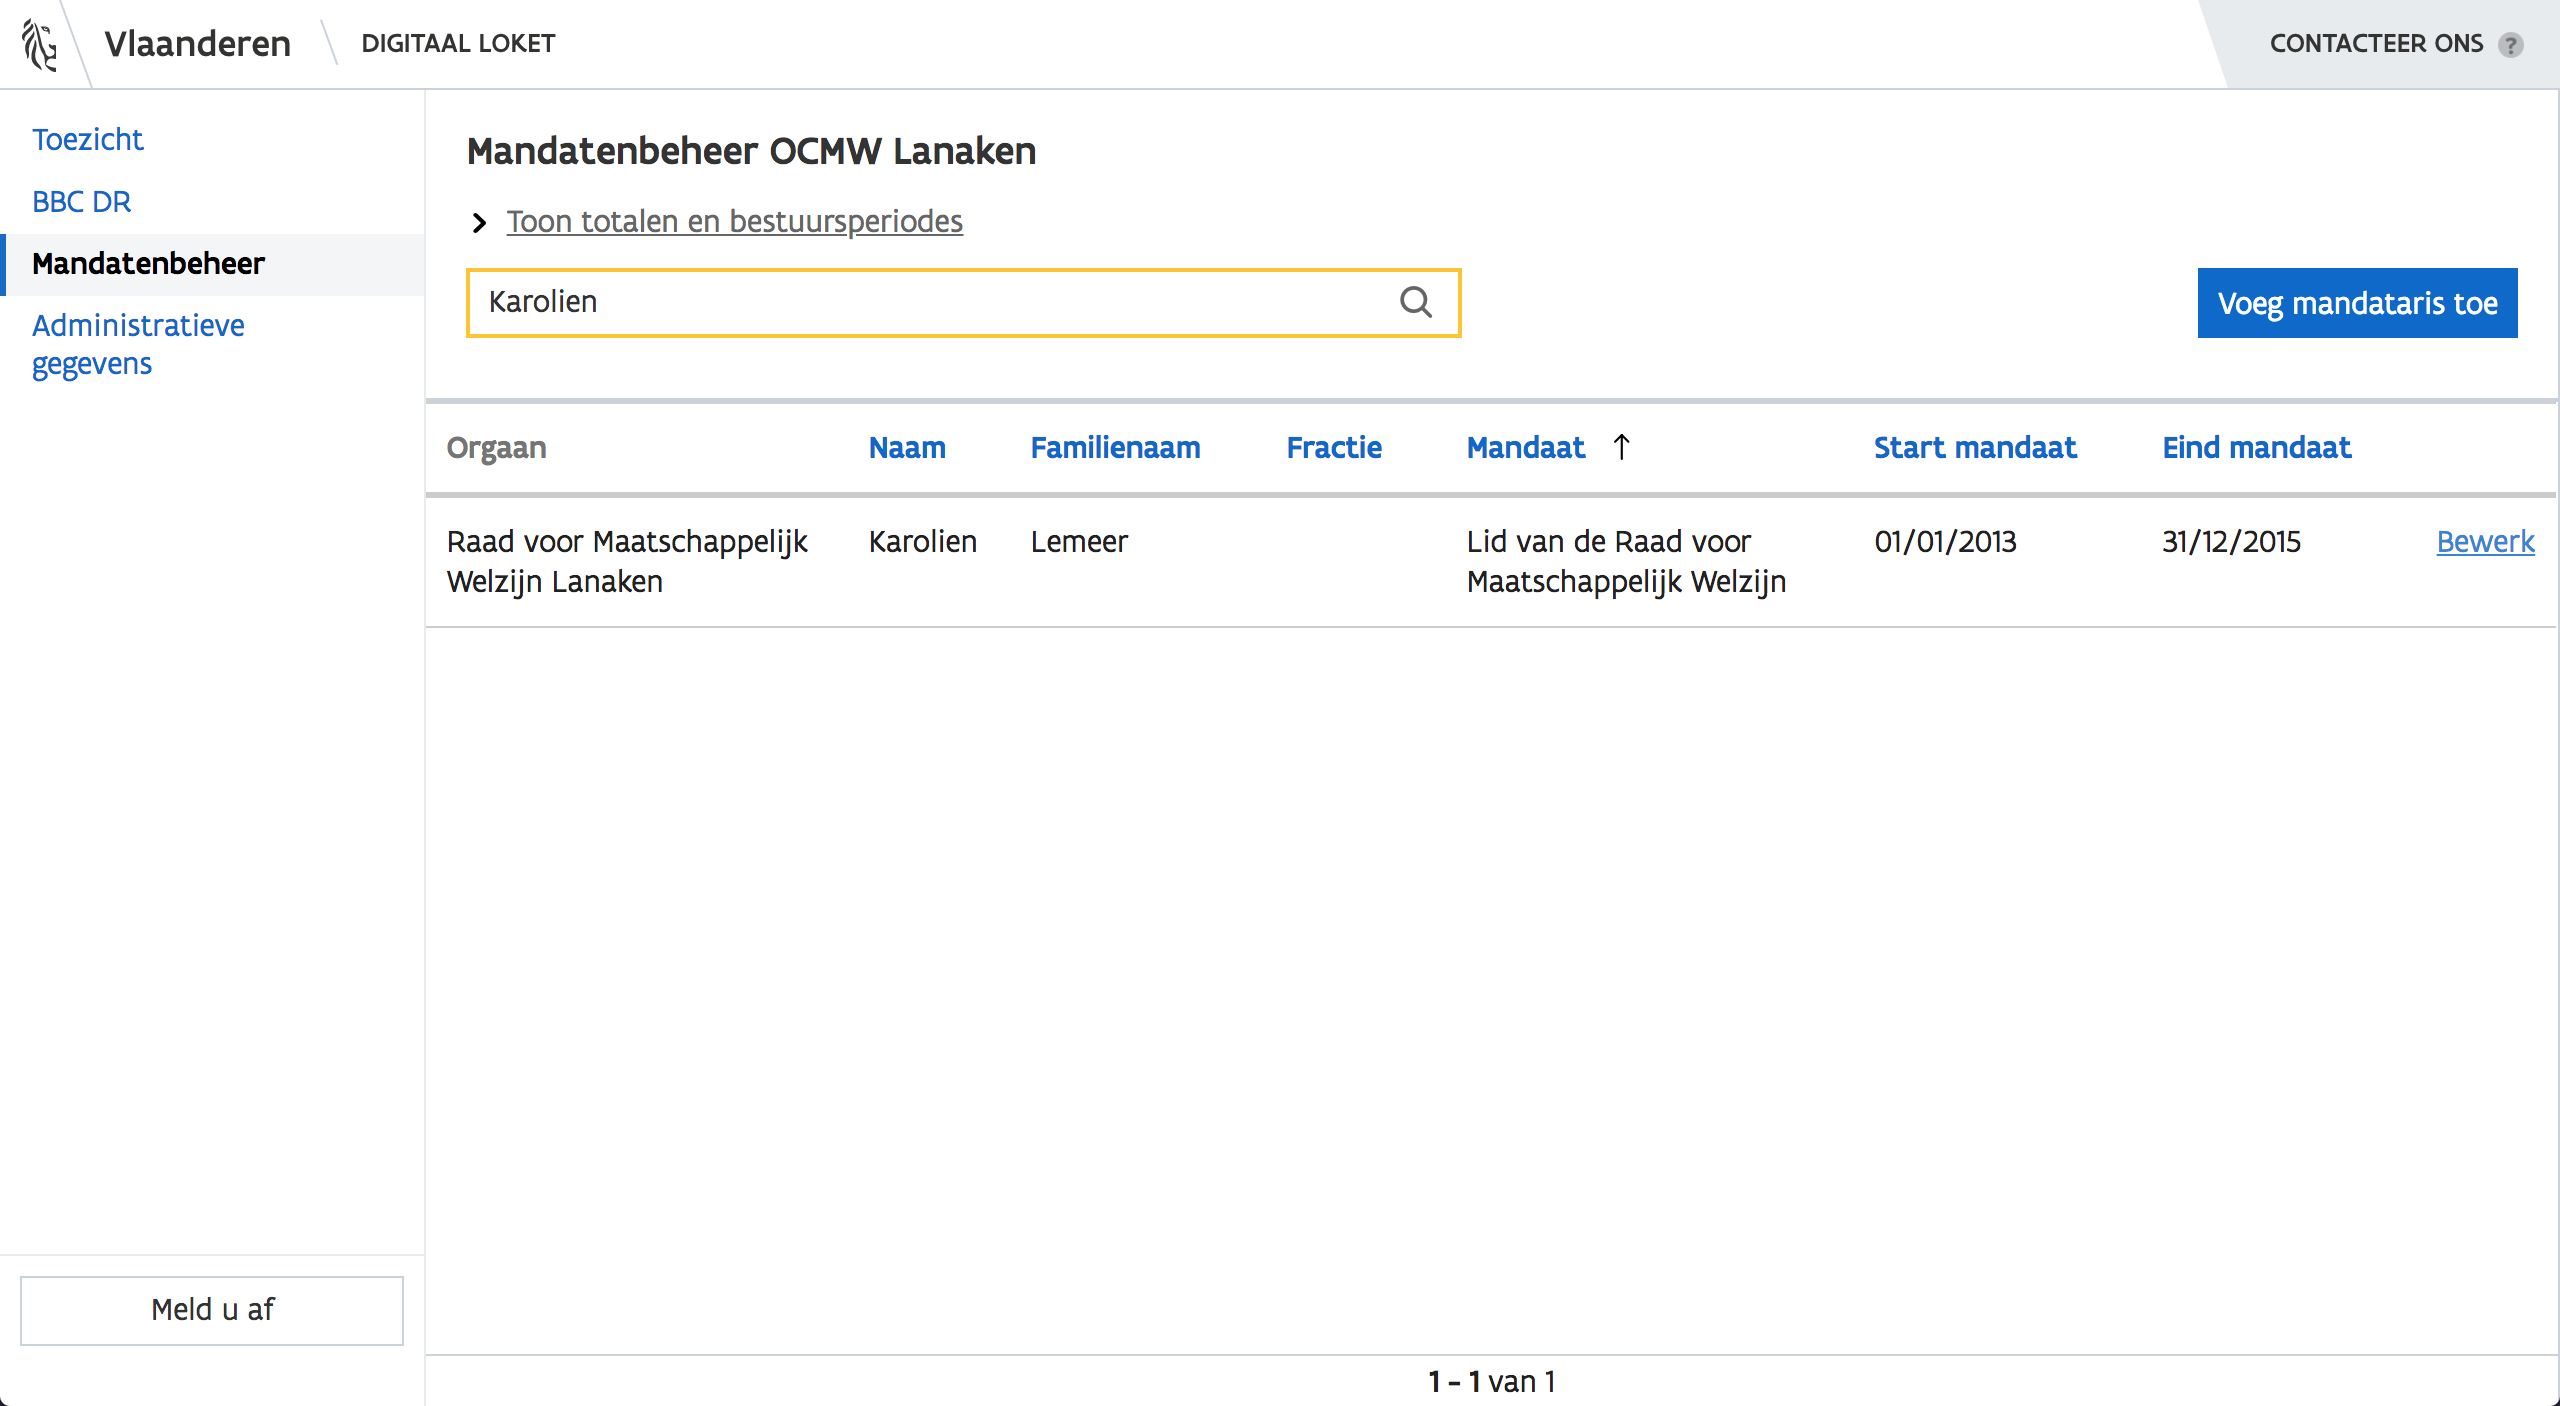 Vlaanderen
DIGITAAL LOKET
CONTACTEER ONS ?
Toezicht
BBC DR
Mandatenbeheer
Administratieve
gegevens
Meld u af
Mandatenbeheer OCMW Lanaken
Toon totalen en bestuursperiodes
Karolien
Voeg mandataris toe
Orgaan Naam Familienaam Fractie Mandaat ↑ Start mandaat Eind mandaat
Raad voor Maatschappelijk Karolien Lemeer Lid van de Raad voor 01/01/2013 31/12/2015 Bewerk
Welzijn Lanaken Maatschappelijk Welzijn
1 - 1 van 1